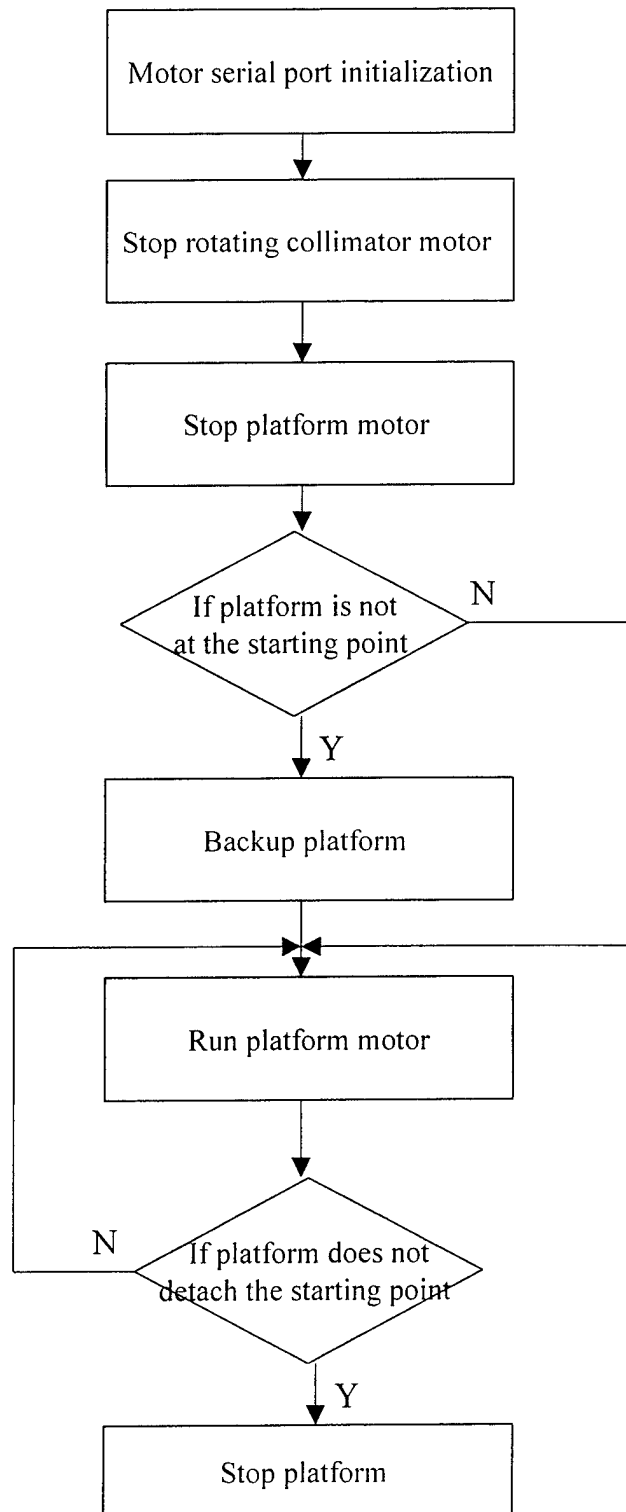 Motor serial port initialization
Stop rotating collimator motor
Stop platform motor
If platform is not
at the starting point
N
Y
Backup platform
Run platform motor
N
If platform does not
detach the starting point
Y
Stop platform